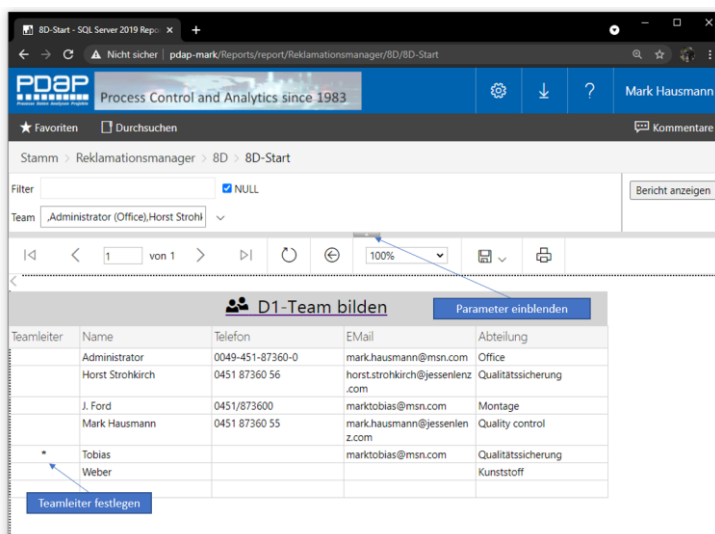 8D-Start - SQL Server 2019 Repo
Nicht sicher | pdap-mark/Reports/report/Reklamationsmanager/8D/8D-Start
PDAP Process Control and Analytics since 1983 Mark Hausmann
Favoriten Durchsuchen Kommentare
Stamm > Reklamationsmanager > 8D > 8D-Start
Filter NULL Bericht anzeigen
Team ,Administrator (Office),Horst Strohk
1 von 1 100%
D1-Team bilden Parameter einblenden
Teamleiter Name Telefon EMail Abteilung
Administrator 0049-451-87360-0 mark.hausmann@msn.com Office
Horst Strohkirch 0451 87360 56 horst.strohkirch@jessenlenz Qualitätssicherung
.com
J. Ford 0451/873600 marktobias@msn.com Montage
Mark Hausmann 0451 87360 55 mark.hausmann@jessenlen Quality control
z.com
* Tobias marktobias@msn.com Qualitätssicherung
Weber Kunststoff
Teamleiter festlegen